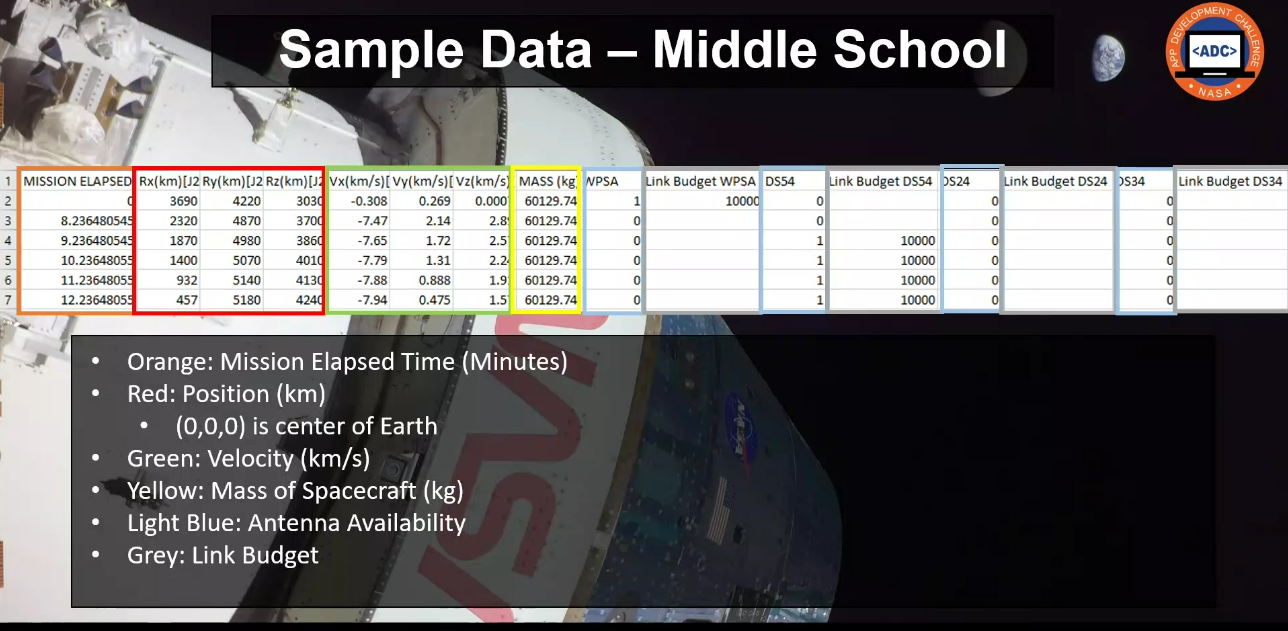 Sample Data – Middle School
APP DEVELOPMENT CHALLENGE
<ADC>
NASA
1 MISSION ELAPSED Rx(km)[J2 Ry(km)[J2 Rz(km)[J2 Vx(km/s)[ Vy(km/s)[ Vz(km/s) MASS (kg) WPSA Link Budget WPSA DS54 Link Budget DS54 DS24 Link Budget DS24 DS34 Link Budget DS34
2 0 3690 4220 3030 -0.308 0.269 0.000 60129.74 1 10000 0 0 0
3 8.236480545 2320 4870 3700 -7.47 2.14 2.8 60129.74 0 0 0 0
4 9.236480545 1870 4980 3860 -7.65 1.72 2.5 60129.74 0 1 10000 0 0
5 10.23648055 1400 5070 4010 -7.79 1.31 2.2 60129.74 0 1 10000 0 0
6 11.23648055 932 5140 4130 -7.88 0.888 1.9 60129.74 0 1 10000 0 0
7 12.23648055 457 5180 4240 -7.94 0.475 1.5 60129.74 0 1 10000 0 0
• Orange: Mission Elapsed Time (Minutes)
• Red: Position (km)
• (0,0,0) is center of Earth
• Green: Velocity (km/s)
• Yellow: Mass of Spacecraft (kg)
• Light Blue: Antenna Availability
• Grey: Link Budget